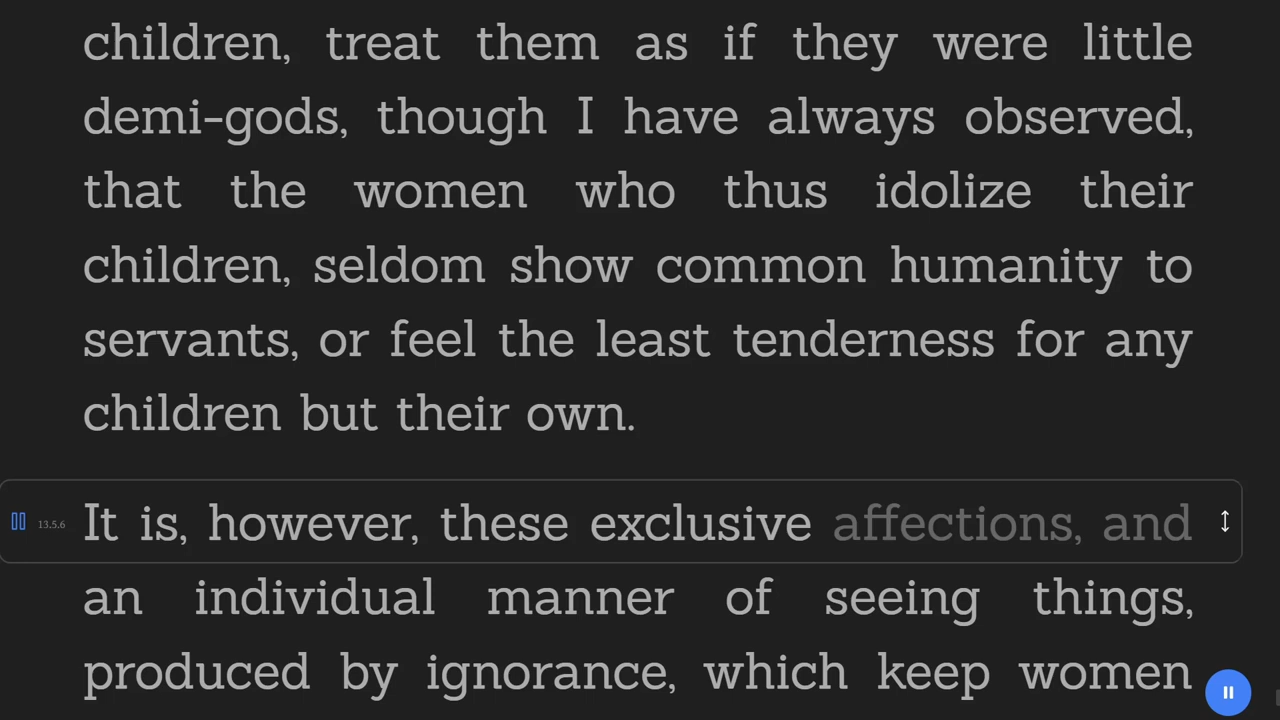 children, treat them as if they were little
demi-gods, though I have always observed,
that the women who thus idolize their
children, seldom show common humanity to
servants, or feel the least tenderness for any
children but their own.
13.5.6
It is, however, these exclusive affections, and
an individual manner of seeing things,
produced by ignorance, which keep women